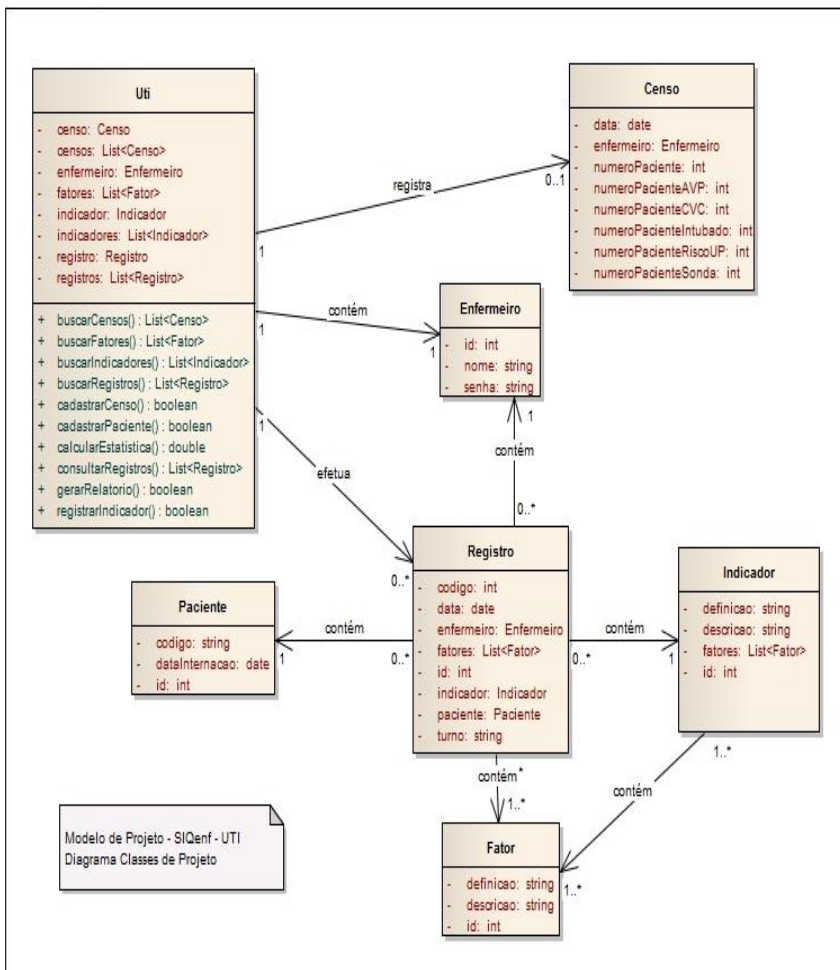 Uti
- censo: Censo
- censos: List<Censo>
- enfermeiro: Enfermeiro
- fatores: List<Fator>
- indicador: Indicador
- indicadores: List<Indicador>
- registro: Registro
- registros: List<Registro>
+ buscarCensos() : List<Censo>
+ buscarFatores() : List<Fator>
+ buscarIndicadores() : List<Indicador>
+ buscarRegistros() : List<Registro>
+ cadastrarCenso() : boolean
+ cadastrarPaciente() : boolean
+ calcularEstatistica() : double
+ consultarRegistros() : List<Registro>
+ gerarRelatorio() : boolean
+ registrarIndicador() : boolean
registra
1
0..1
Censo
- data: date
- enfermeiro: Enfermeiro
- numeroPaciente: int
- numeroPacienteAVP: int
- numeroPacienteCVC: int
- numeroPacienteIntubado: int
- numeroPacienteRiscoUP: int
- numeroPacienteSonda: int
contém
1
1
Enfermeiro
- id: int
- nome: string
- senha: string
1
contém
0..*
1
efetua
0..*
Registro
- codigo: int
- data: date
- enfermeiro: Enfermeiro
- fatores: List<Fator>
- id: int
- indicador: Indicador
- paciente: Paciente
- turno: string
Paciente
- codigo: string
- dataInternacao: date
- id: int
contém
1
0..*
contém
0..*
1
Indicador
- definicao: string
- descricao: string
- fatores: List<Fator>
- id: int
contém *
1..*
1..*
contém
1..*
Fator
- definicao: string
- descricao: string
- id: int
Modelo de Projeto - SIQenf - UTI
Diagrama Classes de Projeto